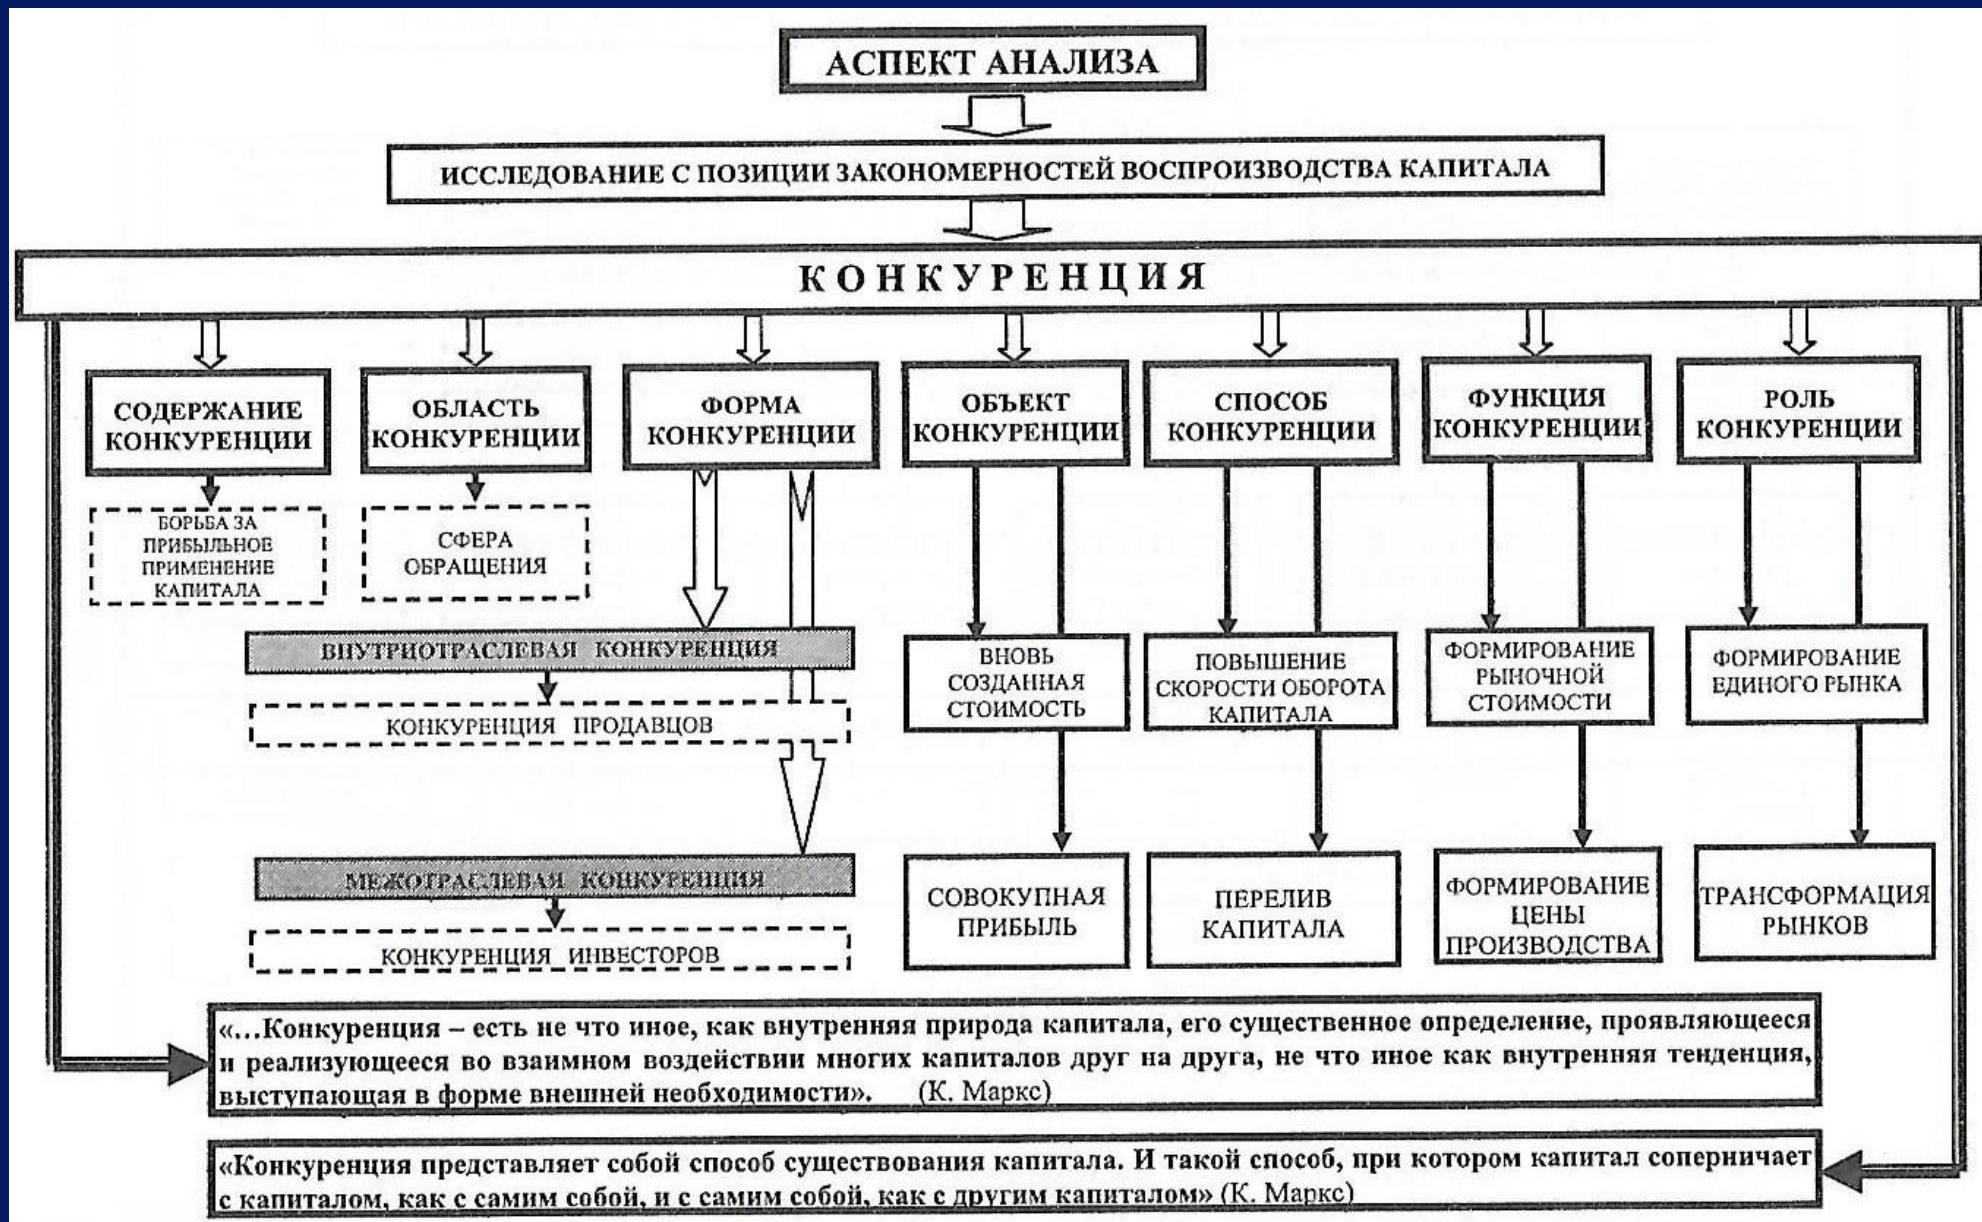 АСПЕКТ АНАЛИЗА
ИССЛЕДОВАНИЕ С ПОЗИЦИИ ЗАКОНОМЕРНОСТЕЙ ВОСПРОИЗВОДСТВА КАПИТАЛА
КОНКУРЕНЦИЯ
СОДЕРЖАНИЕ
КОНКУРЕНЦИИ
ОБЛАСТЬ
КОНКУРЕНЦИИ
ФОРМА
КОНКУРЕНЦИИ
ОБЪЕКТ
КОНКУРЕНЦИИ
СПОСОБ
КОНКУРЕНЦИИ
ФУНКЦИЯ
КОНКУРЕНЦИИ
РОЛЬ
КОНКУРЕНЦИИ
БОРЬБА ЗА
ПРИБЫЛЬНОЕ
ПРИМЕНЕНИЕ
КАПИТАЛА
СФЕРА
ОБРАЩЕНИЯ
ВНУТРИОТРАСЛЕВАЯ КОНКУРЕНЦИЯ
КОНКУРЕНЦИЯ ПРОДАВЦОВ
ВНОВЬ
СОЗДАННАЯ
СТОИМОСТЬ
ПОВЫШЕНИЕ
СКОРОСТИ ОБОРОТА
КАПИТАЛА
ФОРМИРОВАНИЕ
РЫНОЧНОЙ
СТОИМОСТИ
ФОРМИРОВАНИЕ
ЕДИНОГО РЫНКА
МЕЖОТРАСЛЕВАЯ КОНКУРЕНЦИЯ
КОНКУРЕНЦИЯ ИНВЕСТОРОВ
СОВОКУПНАЯ
ПРИБЫЛЬ
ПЕРЕЛИВ
КАПИТАЛА
ФОРМИРОВАНИЕ
ЦЕНЫ
ПРОИЗВОДСТВА
ТРАНСФОРМАЦИЯ
РЫНКОВ
«…Конкуренция – есть не что иное, как внутренняя природа капитала, его существенное определение, проявляющееся
и реализующееся во взаимном воздействии многих капиталов друг на друга, не что иное как внутренняя тенденция,
выступающая в форме внешней необходимости». (К. Маркс)
«Конкуренция представляет собой способ существования капитала. И такой способ, при котором капитал соперничает
с капиталом, как с самим собой, и с самим собой, как с другим капиталом» (К. Маркс)